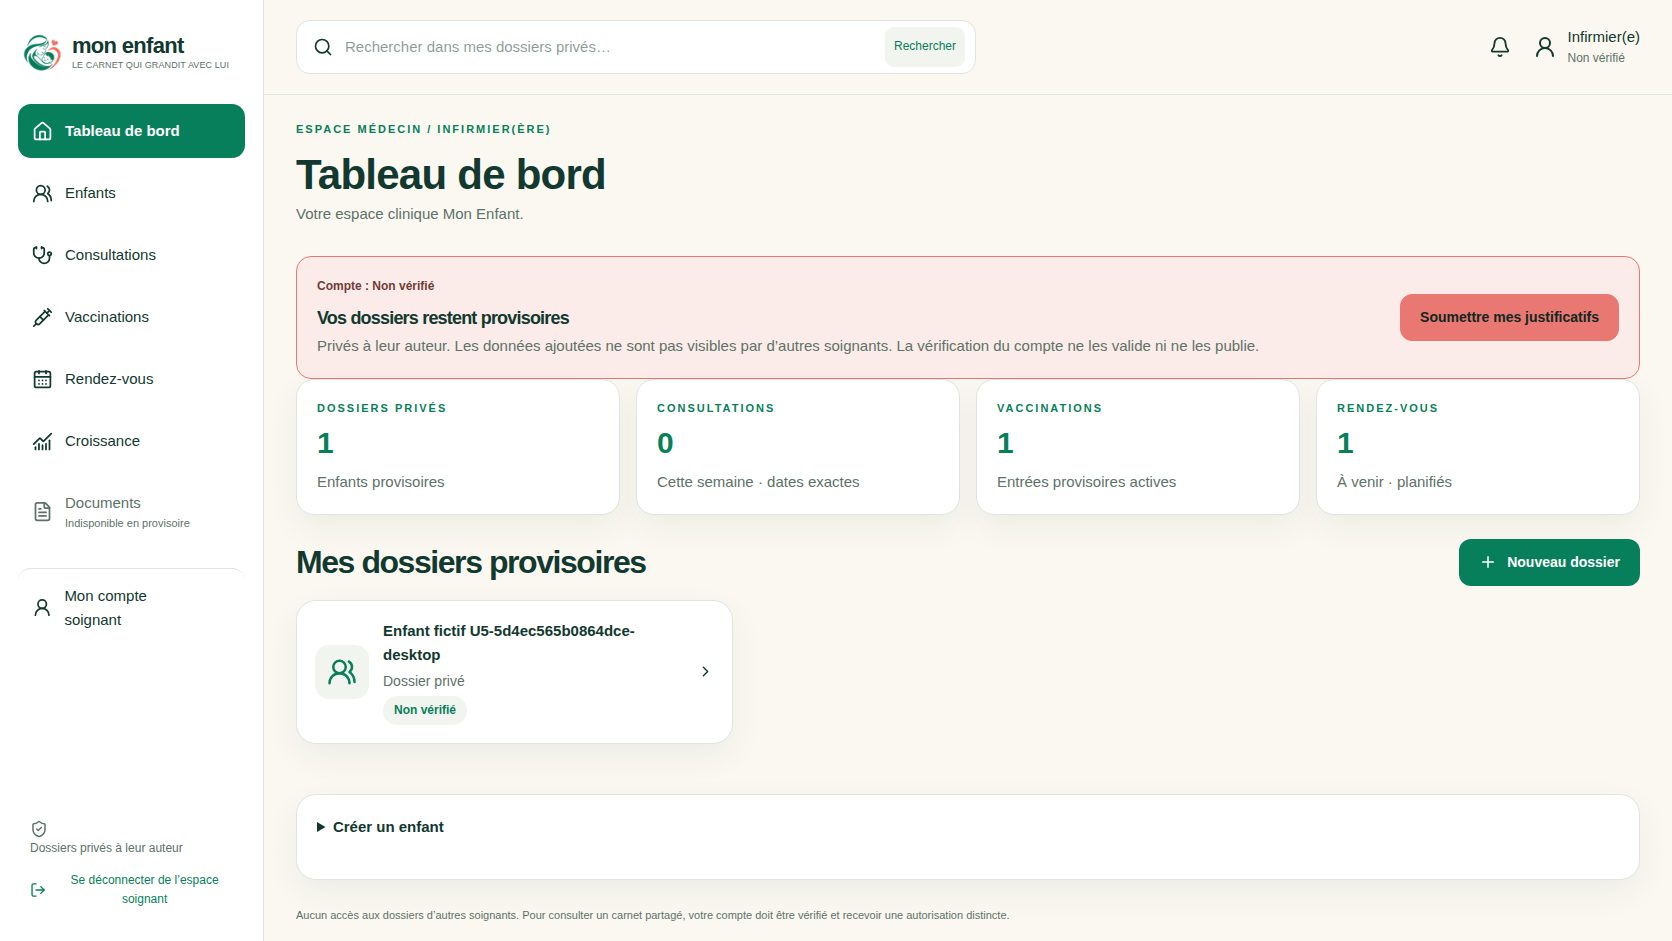 mon enfant
LE CARNET QUI GRANDIT AVEC LUI
Tableau de bord
Enfants
Consultations
Vaccinations
Rendez-vous
Croissance
Documents
Indisponible en provisoire
Mon compte
soignant
Dossiers privés à leur auteur
Se déconnecter de l’espace
soignant
Rechercher dans mes dossiers privés…
Rechercher
Infirmier(e)
Non vérifié
ESPACE MÉDECIN / INFIRMIER(ÈRE)
Tableau de bord
Votre espace clinique Mon Enfant.
Compte : Non vérifié
Vos dossiers restent provisoires
Privés à leur auteur. Les données ajoutées ne sont pas visibles par d’autres soignants. La vérification du compte ne les valide ni ne les publie.
Soumettre mes justificatifs
DOSSIERS PRIVÉS
1
Enfants provisoires
CONSULTATIONS
0
Cette semaine · dates exactes
VACCINATIONS
1
Entrées provisoires actives
RENDEZ-VOUS
1
À venir · planifiés
Mes dossiers provisoires
Nouveau dossier
Enfant fictif U5-5d4ec565b0864dce-
desktop
Dossier privé
Non vérifié
Créer un enfant
Aucun accès aux dossiers d’autres soignants. Pour consulter un carnet partagé, votre compte doit être vérifié et recevoir une autorisation distincte.